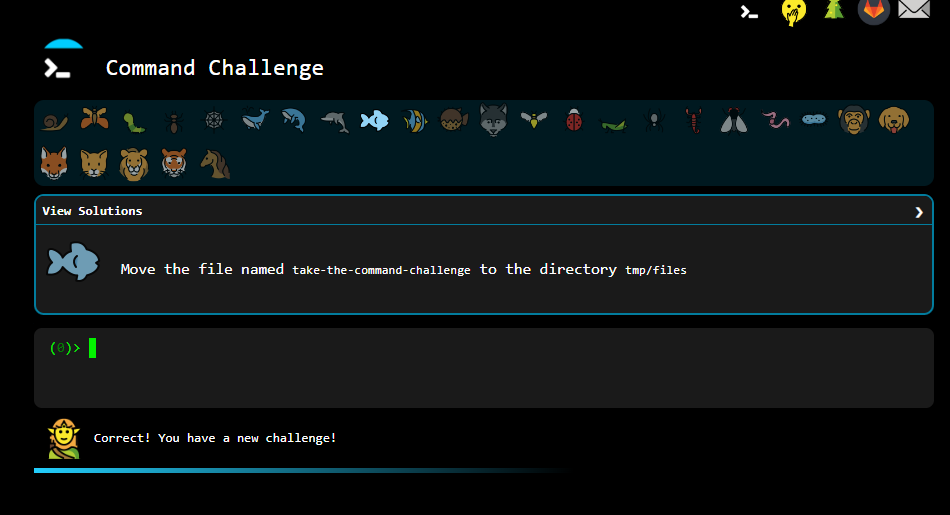 Command Challenge
View Solutions
Move the file named take-the-command-challenge to the directory tmp/files
(0)>
Correct! You have a new challenge!